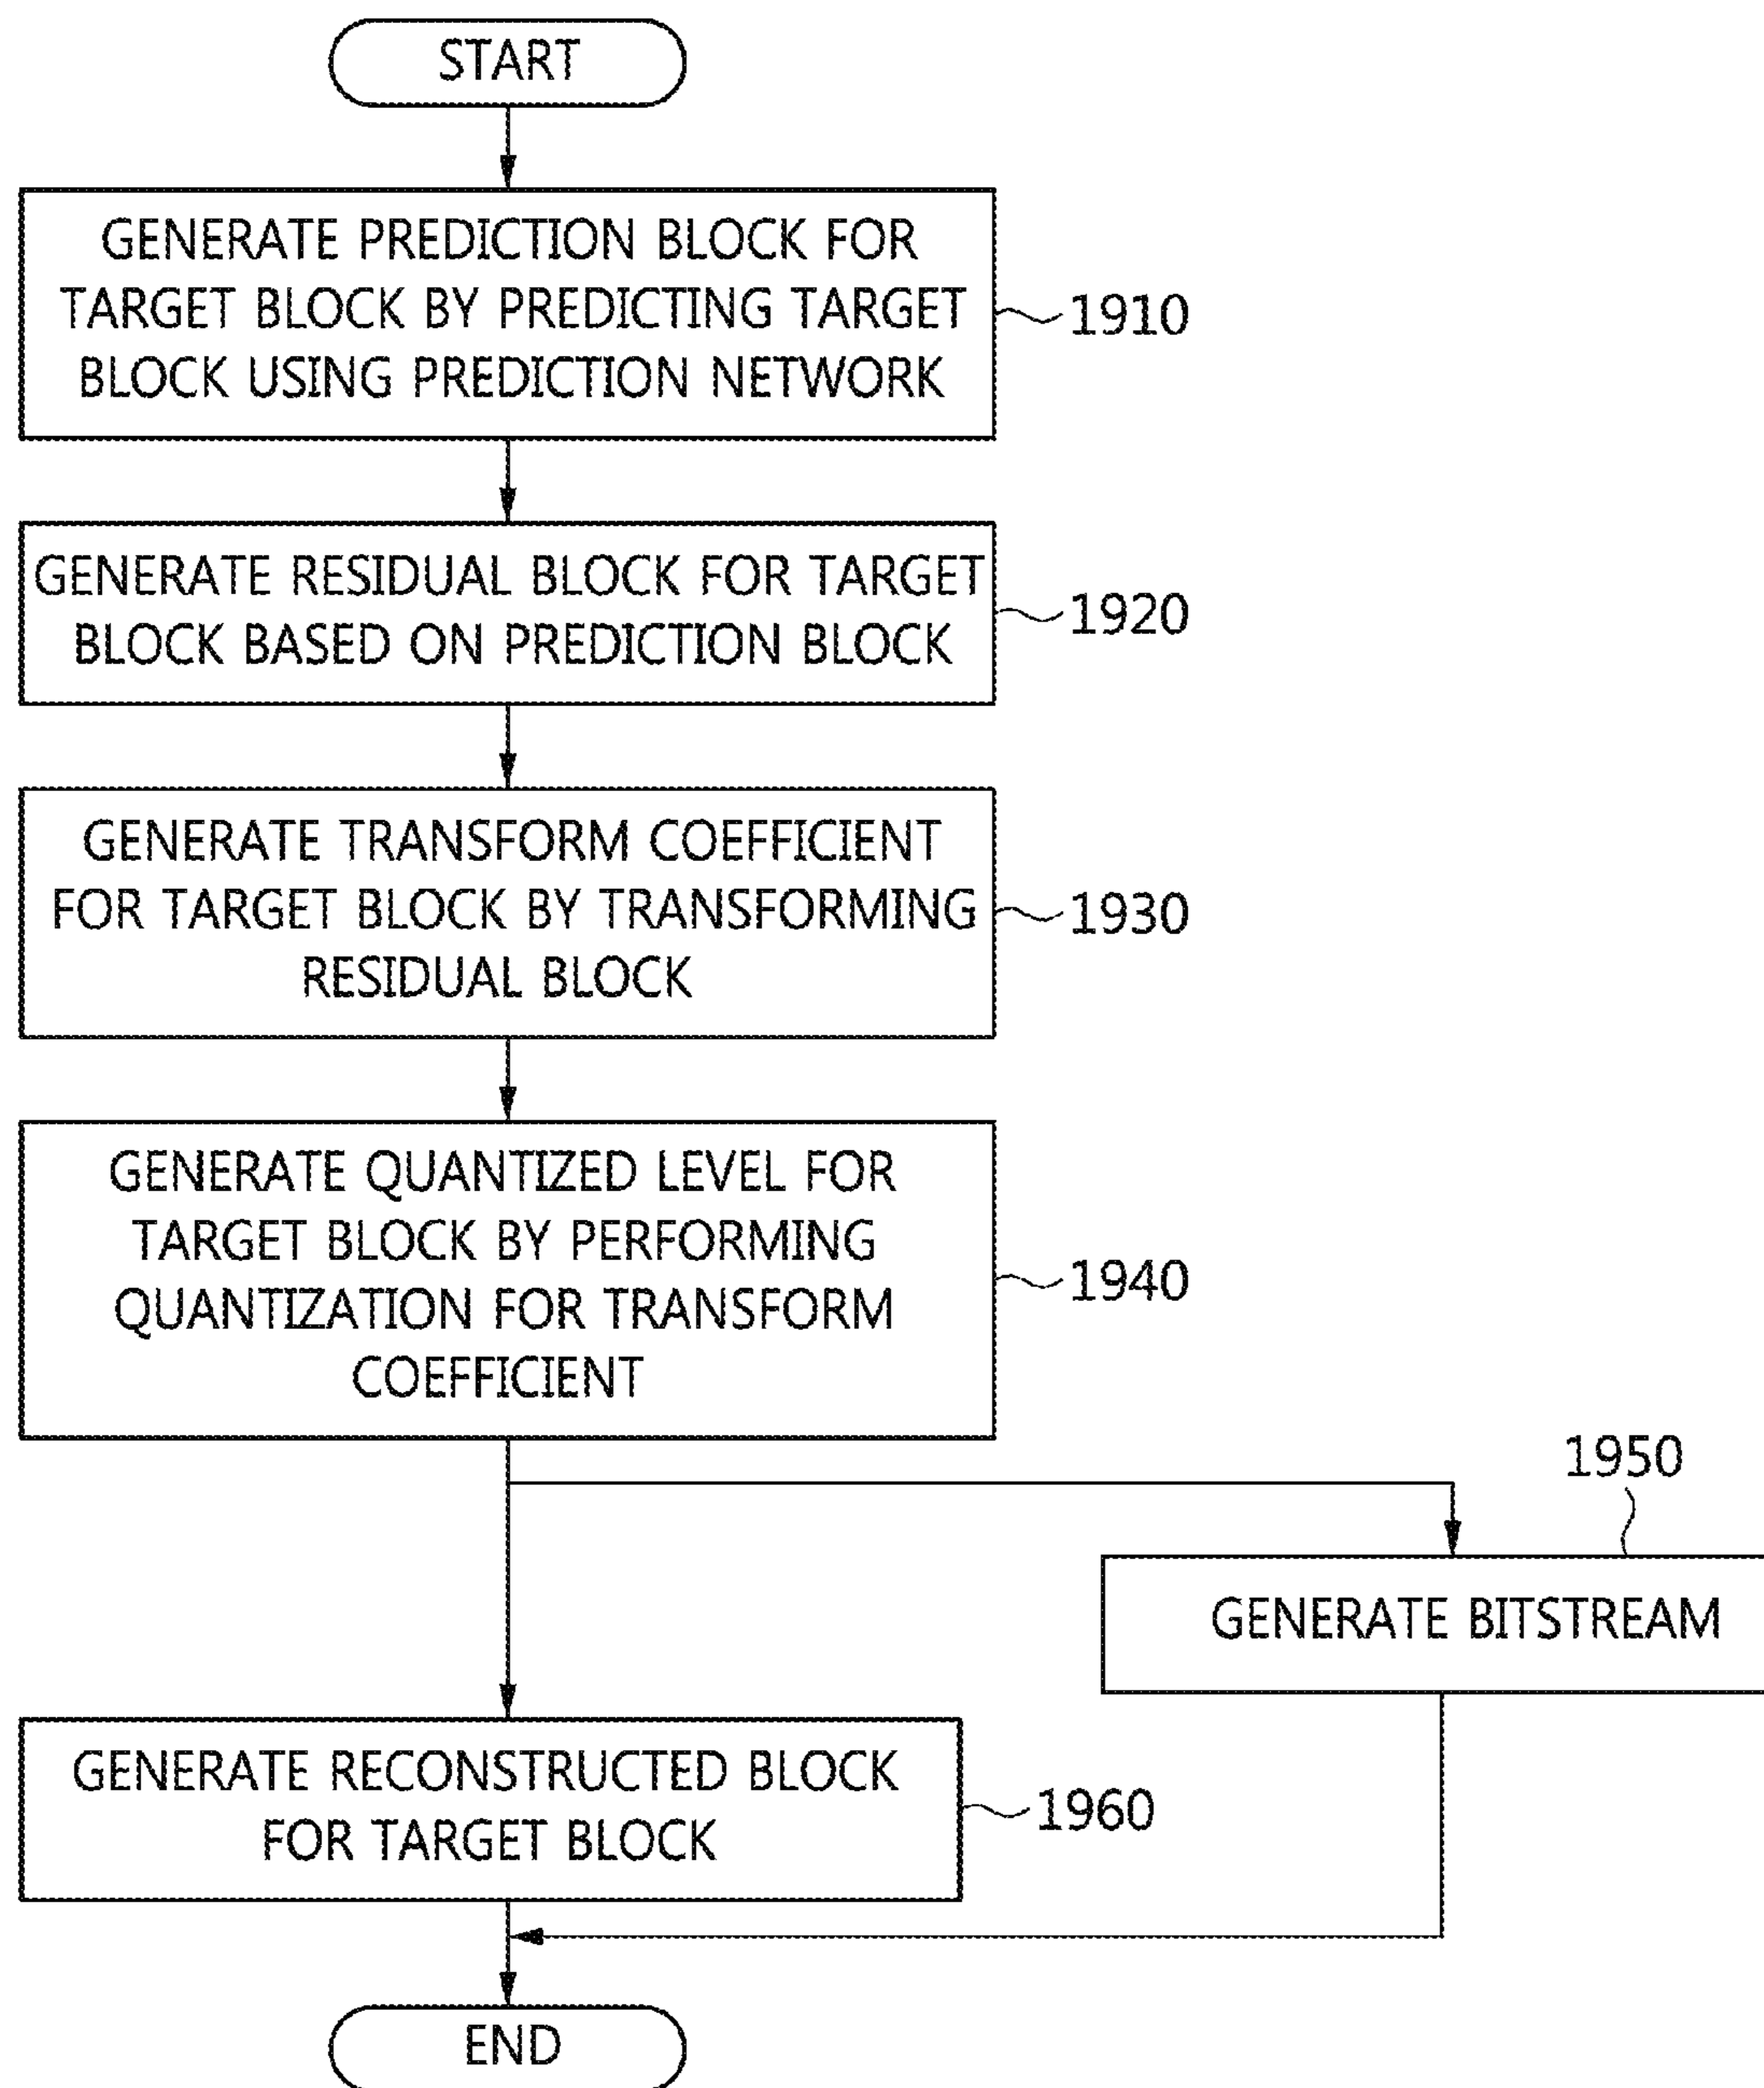 START
GENERATE PREDICTION BLOCK FOR
TARGET BLOCK BY PREDICTING TARGET
BLOCK USING PREDICTION NETWORK
1910
GENERATE RESIDUAL BLOCK FOR TARGET
BLOCK BASED ON PREDICTION BLOCK
1920
GENERATE TRANSFORM COEFFICIENT
FOR TARGET BLOCK BY TRANSFORMING
RESIDUAL BLOCK
1930
GENERATE QUANTIZED LEVEL FOR
TARGET BLOCK BY PERFORMING
QUANTIZATION FOR TRANSFORM
COEFFICIENT
1940
1950
GENERATE BITSTREAM
GENERATE RECONSTRUCTED BLOCK
FOR TARGET BLOCK
1960
END